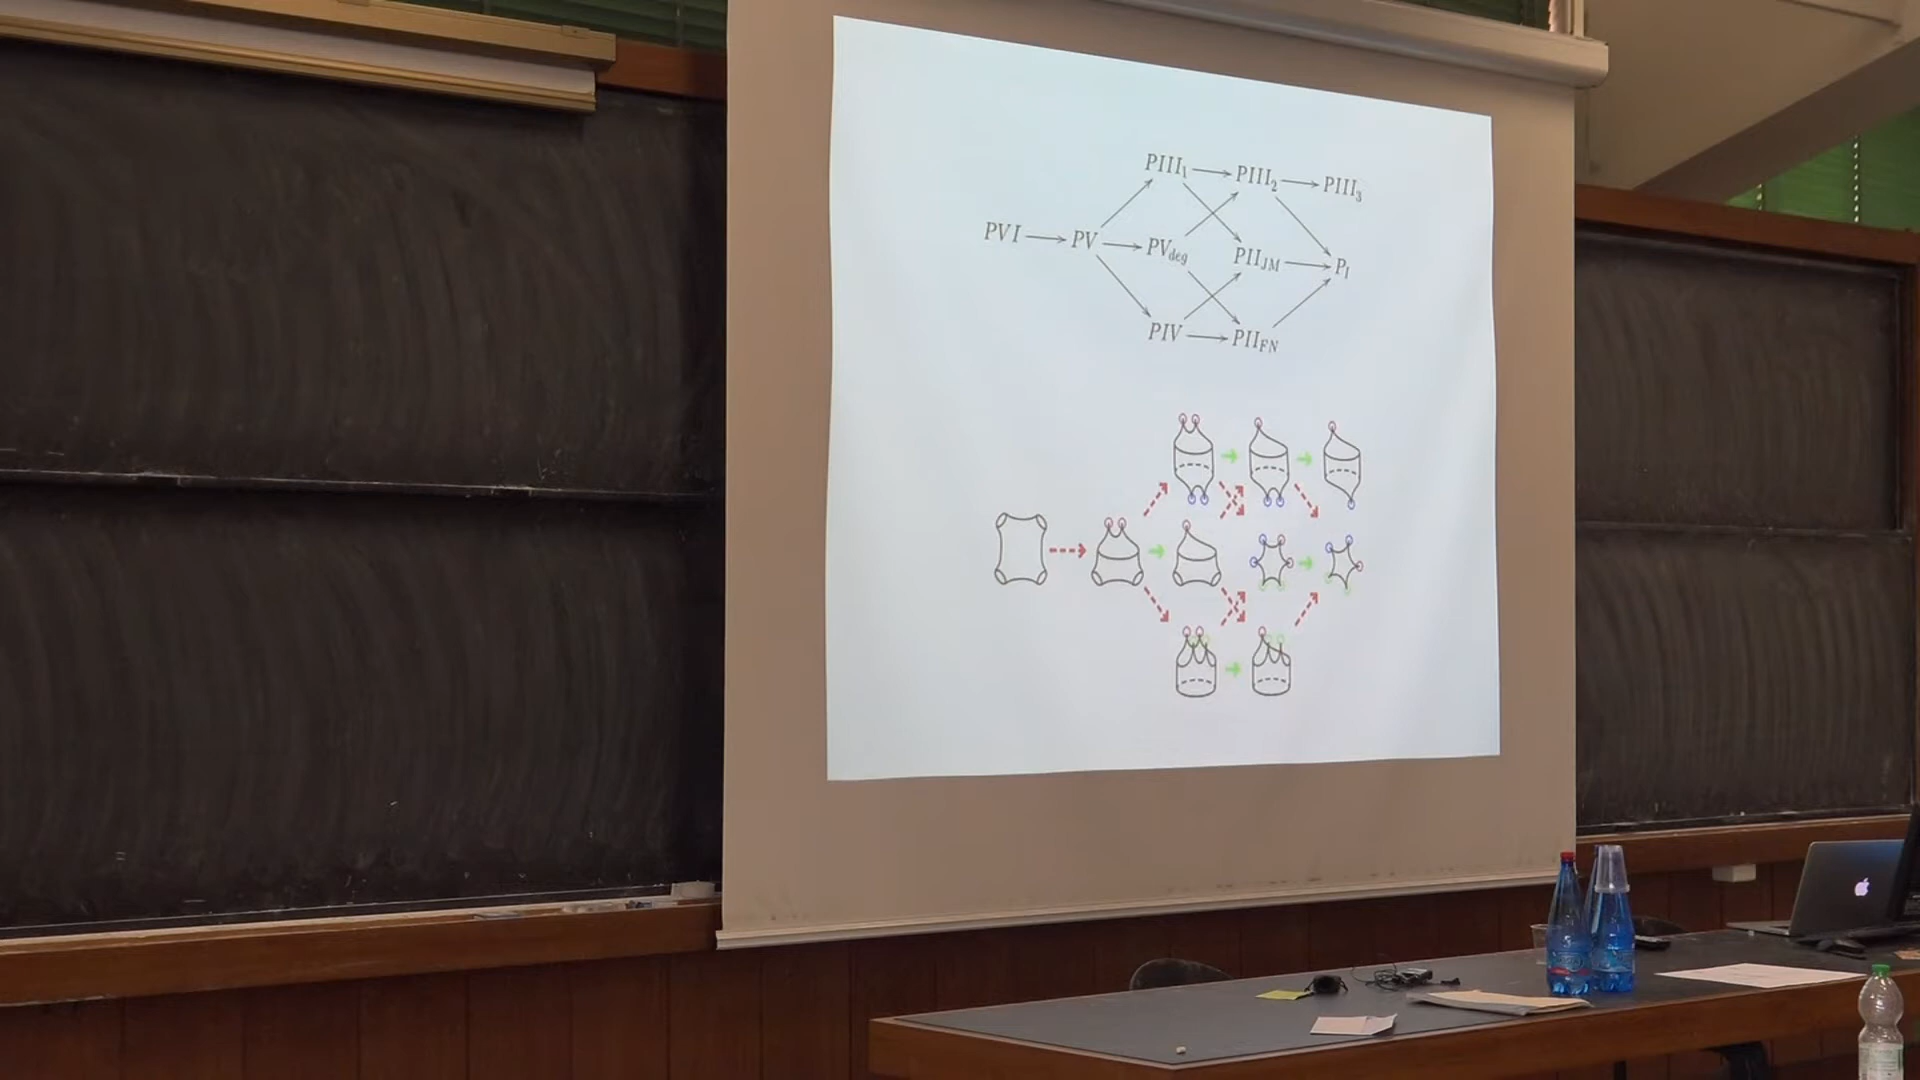 PIII₁ → PIII₂ → PIII₃
PVI → PV → PV_deg PII_JM → P_I
PIV → PII_FN